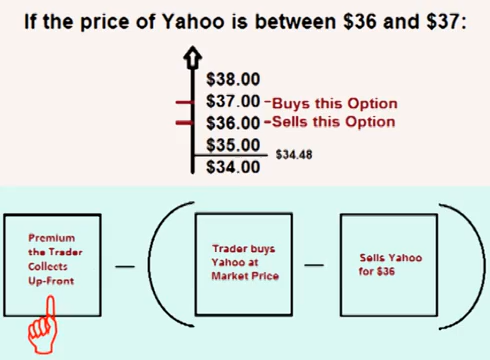 If the price of Yahoo is between $36 and $37:
$38.00
$37.00 - Buys this Option
$36.00 - Sells this Option
$35.00
$34.48
$34.00
Premium
the Trader
Collects
Up-Front
—
Trader buys
Yahoo at
Market Price
—
Sells Yahoo
for $36